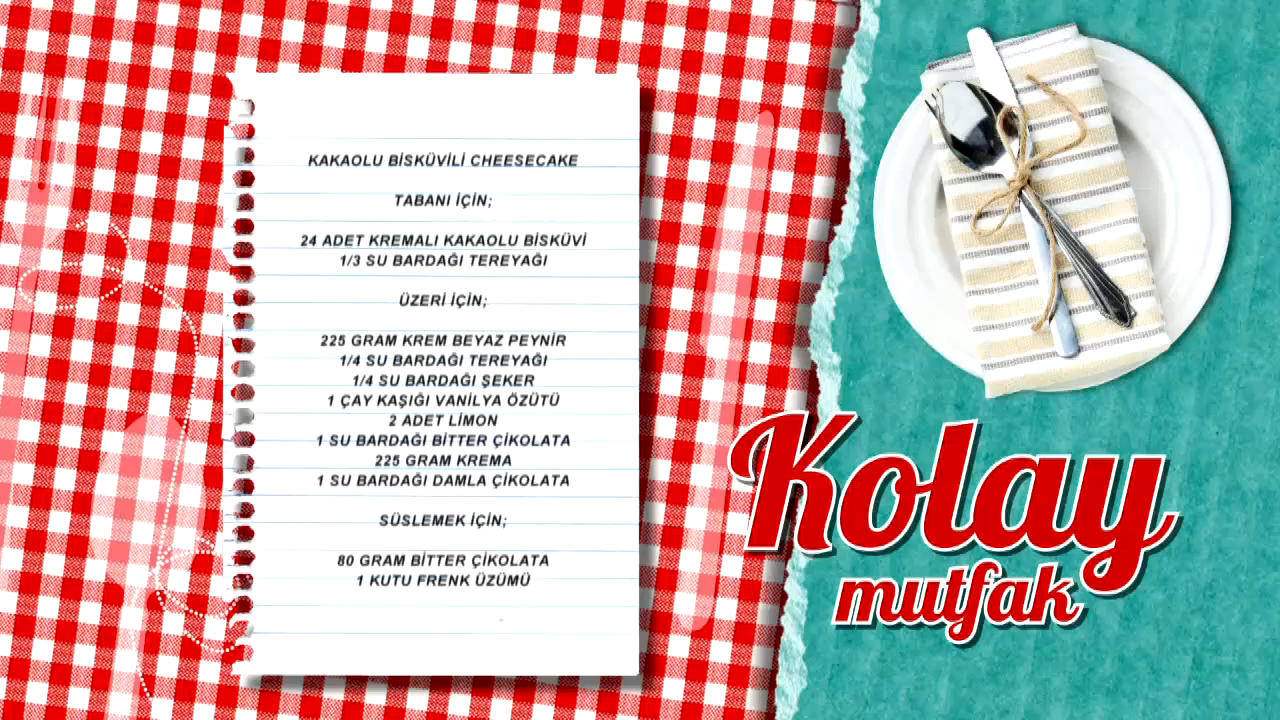 KAKAOLU BİSKÜVİLİ CHEESECAKE
TABANI İÇİN;
24 ADET KREMALI KAKAOLU BİSKÜVİ
1/3 SU BARDAĞI TEREYAĞI
ÜZERİ İÇİN;
225 GRAM KREM BEYAZ PEYNİR
1/4 SU BARDAĞI TEREYAĞI
1/4 SU BARDAĞI ŞEKER
1 ÇAY KAŞIĞI VANİLYA ÖZÜTÜ
2 ADET LİMON
1 SU BARDAĞI BİTTER ÇİKOLATA
225 GRAM KREMA
1 SU BARDAĞI DAMLA ÇİKOLATA
SÜSLEMEK İÇİN;
80 GRAM BİTTER ÇİKOLATA
1 KUTU FRENK ÜZÜMÜ
Kolay
mutfak